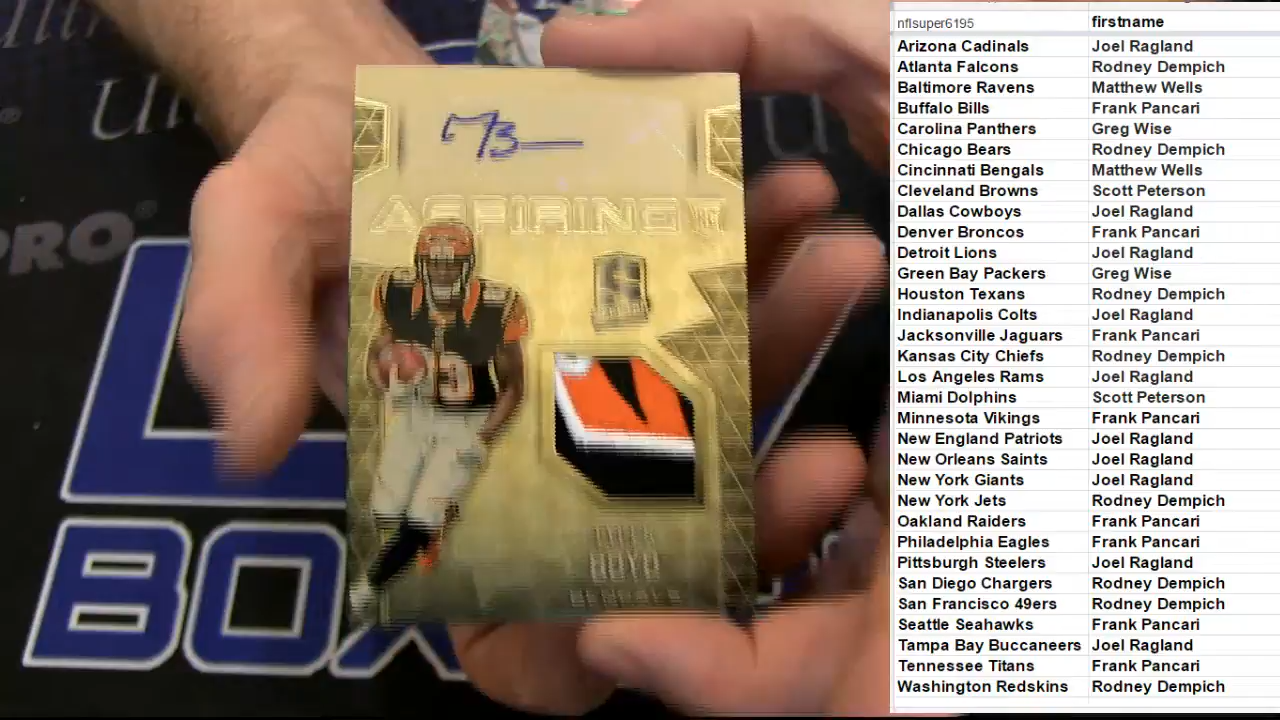 PRO
Ultra
ASPIRING
TYLER
BOYD
BENGALS
BOX
nflsuper6195 firstname
Arizona Cadinals Joel Ragland
Atlanta Falcons Rodney Dempich
Baltimore Ravens Matthew Wells
Buffalo Bills Frank Pancari
Carolina Panthers Greg Wise
Chicago Bears Rodney Dempich
Cincinnati Bengals Matthew Wells
Cleveland Browns Scott Peterson
Dallas Cowboys Joel Ragland
Denver Broncos Frank Pancari
Detroit Lions Joel Ragland
Green Bay Packers Greg Wise
Houston Texans Rodney Dempich
Indianapolis Colts Joel Ragland
Jacksonville Jaguars Frank Pancari
Kansas City Chiefs Rodney Dempich
Los Angeles Rams Joel Ragland
Miami Dolphins Scott Peterson
Minnesota Vikings Frank Pancari
New England Patriots Joel Ragland
New Orleans Saints Joel Ragland
New York Giants Joel Ragland
New York Jets Rodney Dempich
Oakland Raiders Frank Pancari
Philadelphia Eagles Frank Pancari
Pittsburgh Steelers Joel Ragland
San Diego Chargers Rodney Dempich
San Francisco 49ers Rodney Dempich
Seattle Seahawks Frank Pancari
Tampa Bay Buccaneers Joel Ragland
Tennessee Titans Frank Pancari
Washington Redskins Rodney Dempich